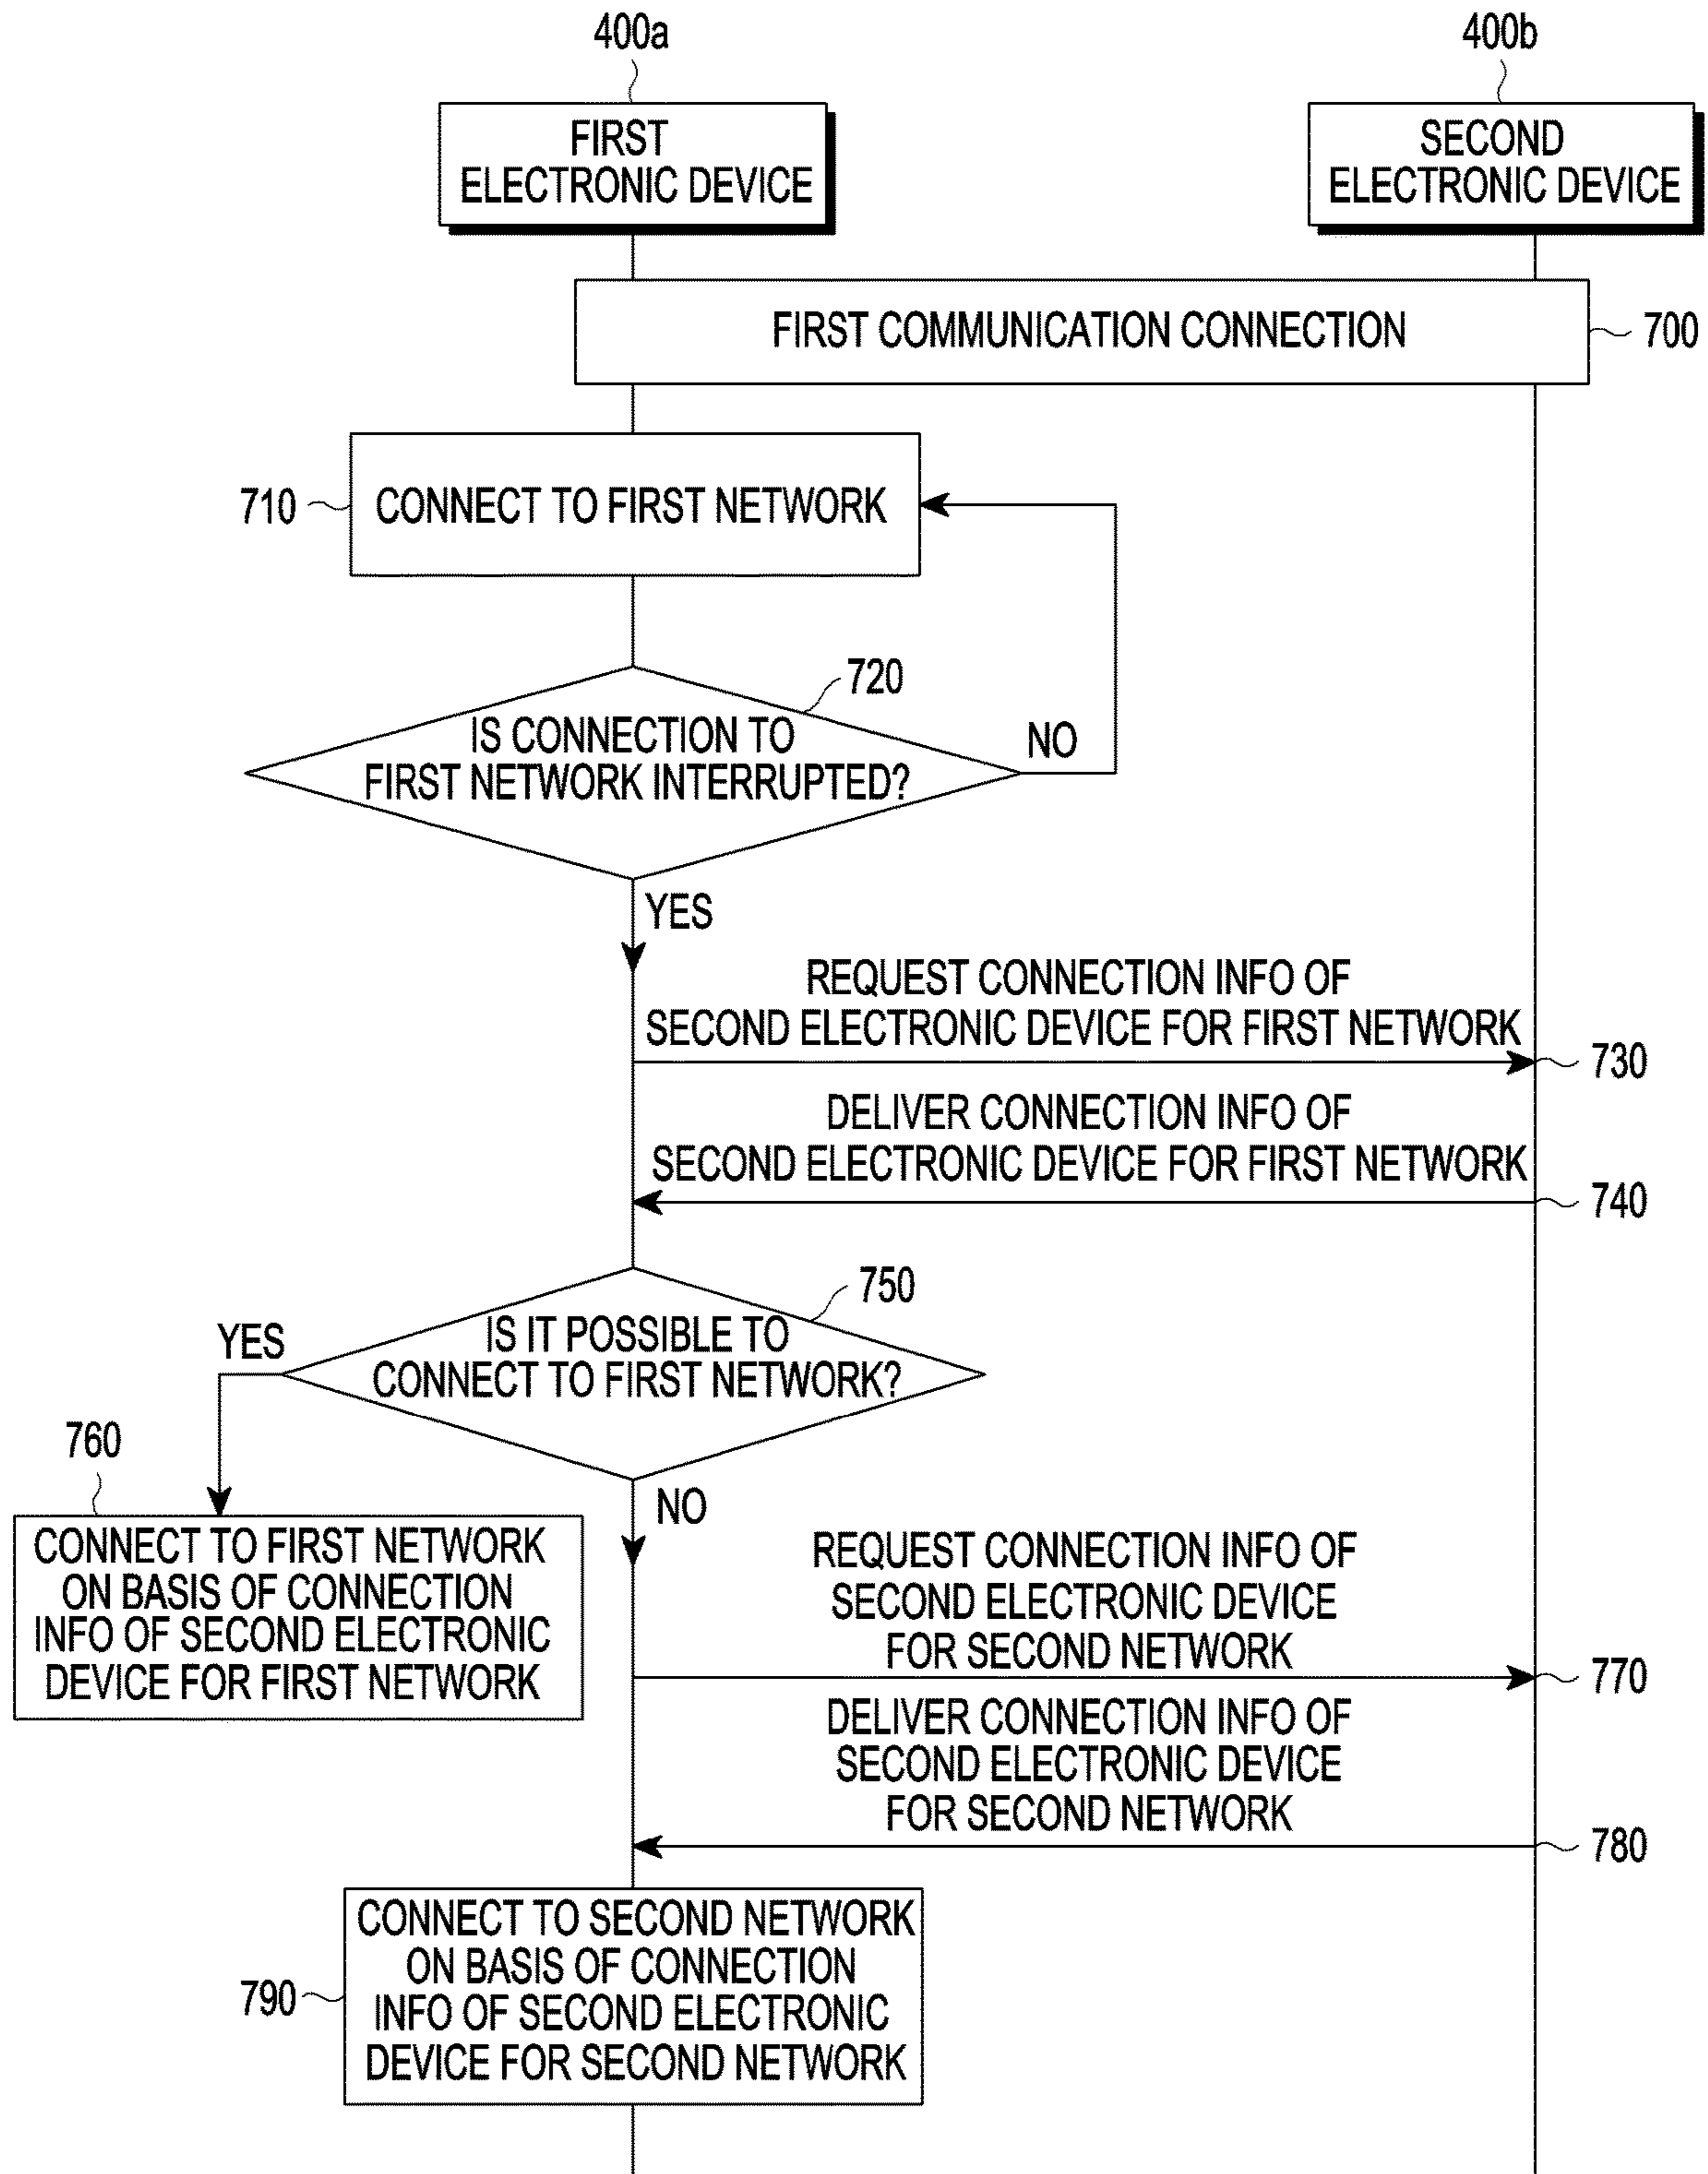 400a
400b
FIRST
ELECTRONIC DEVICE
SECOND
ELECTRONIC DEVICE
FIRST COMMUNICATION CONNECTION
700
710
CONNECT TO FIRST NETWORK
720
IS CONNECTION TO
FIRST NETWORK INTERRUPTED?
NO
YES
REQUEST CONNECTION INFO OF
SECOND ELECTRONIC DEVICE FOR FIRST NETWORK
730
DELIVER CONNECTION INFO OF
SECOND ELECTRONIC DEVICE FOR FIRST NETWORK
740
750
IS IT POSSIBLE TO
CONNECT TO FIRST NETWORK?
YES
760
CONNECT TO FIRST NETWORK
ON BASIS OF CONNECTION
INFO OF SECOND ELECTRONIC
DEVICE FOR FIRST NETWORK
NO
REQUEST CONNECTION INFO OF
SECOND ELECTRONIC DEVICE
FOR SECOND NETWORK
770
DELIVER CONNECTION INFO OF
SECOND ELECTRONIC DEVICE
FOR SECOND NETWORK
780
790
CONNECT TO SECOND NETWORK
ON BASIS OF CONNECTION
INFO OF SECOND ELECTRONIC
DEVICE FOR SECOND NETWORK